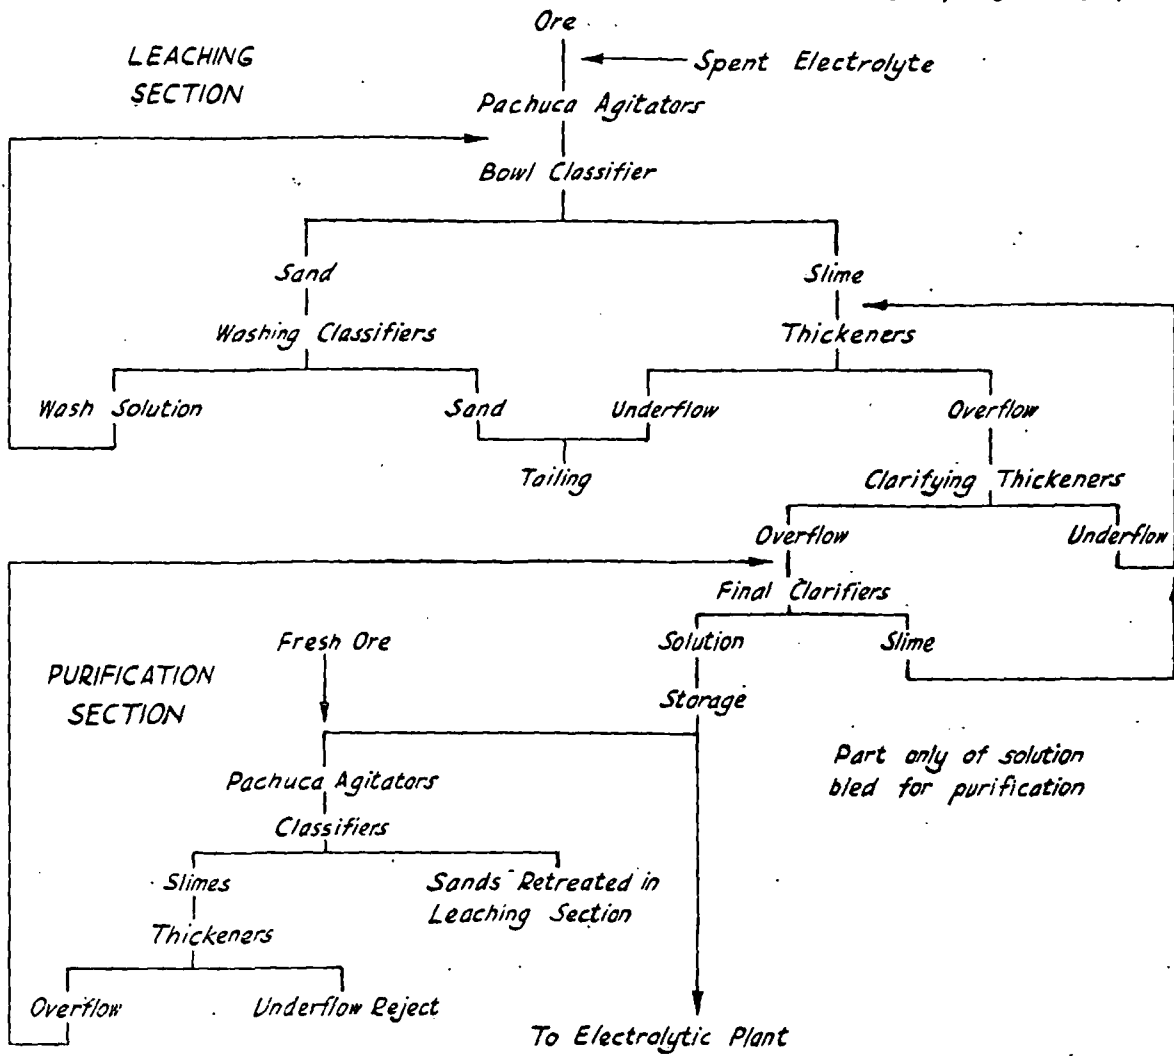 Ore
LEACHING
SECTION
Spent Electrolyte
Pachuca Agitators
Bowl Classifier
Sand
Slime
Washing Classifiers
Thickeners
Wash Solution
Sand
Underflow
Overflow
Tailing
Clarifying Thickeners
Overflow
Underflow
Final Clarifiers
Fresh Ore
Solution
Slime
PURIFICATION
SECTION
Storage
Part only of solution
bled for purification
Pachuca Agitators
Classifiers
Slimes
Sands Retreated in
Leaching Section
Thickeners
Overflow
Underflow Reject
To Electrolytic Plant